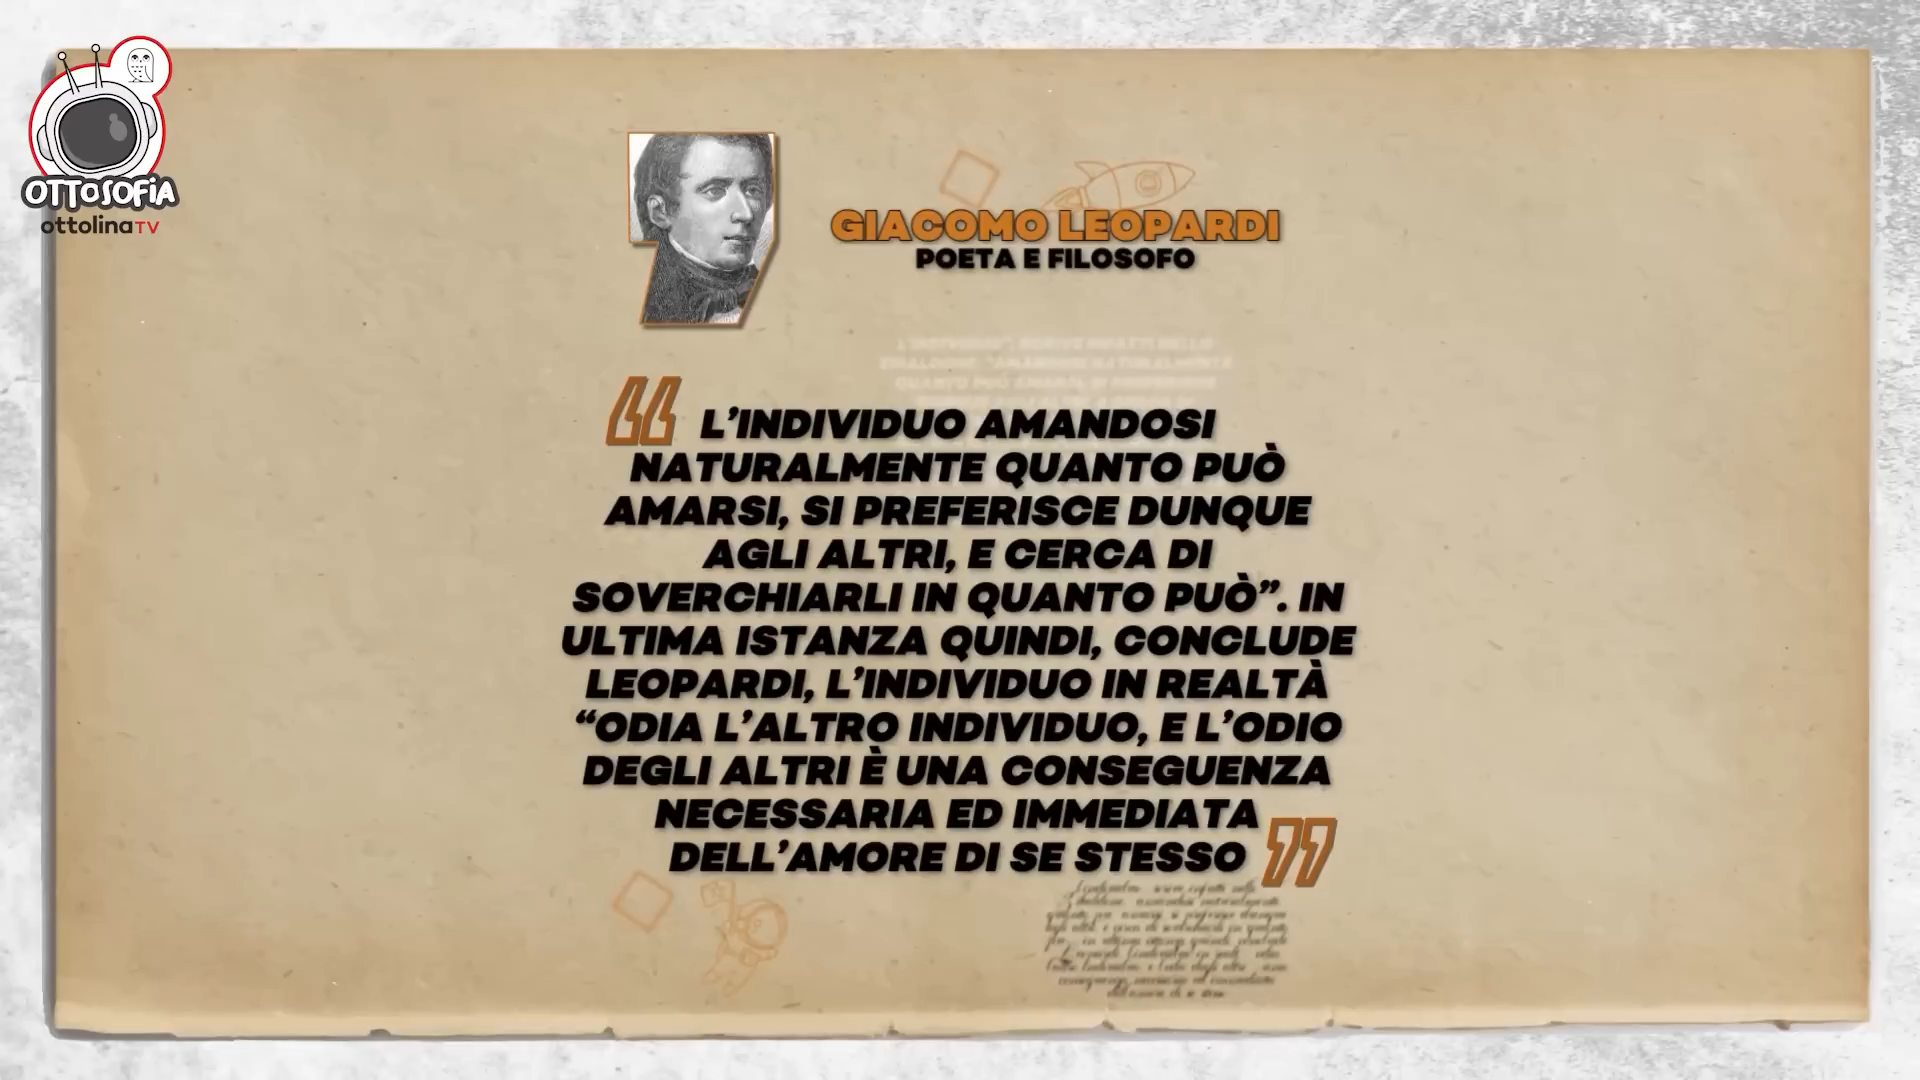 OTTOSOFiA
ottolinaTV
GIACOMO LEOPARDI
POETA E FILOSOFO
“ L’INDIVIDUO AMANDOSI
NATURALMENTE QUANTO PUÒ
AMARSI, SI PREFERISCE DUNQUE
AGLI ALTRI, E CERCA DI
SOVERCHIARLI IN QUANTO PUÒ”. IN
ULTIMA ISTANZA QUINDI, CONCLUDE
LEOPARDI, L’INDIVIDUO IN REALTÀ
“ODIA L’ALTRO INDIVIDUO, E L’ODIO
DEGLI ALTRI È UNA CONSEGUENZA
NECESSARIA ED IMMEDIATA
DELL’AMORE DI SE STESSO ”